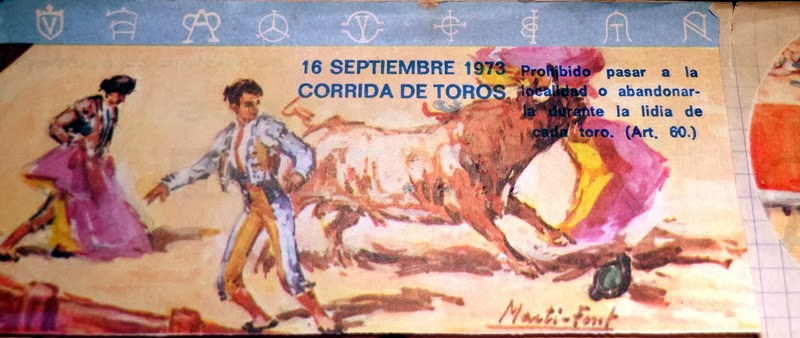 16 SEPTIEMBRE 1973
CORRIDA DE TOROS
Prohibido pasar a la
localidad o abandonar-
la durante la lidia de
cada toro. (Art. 60.)
Marti-Font